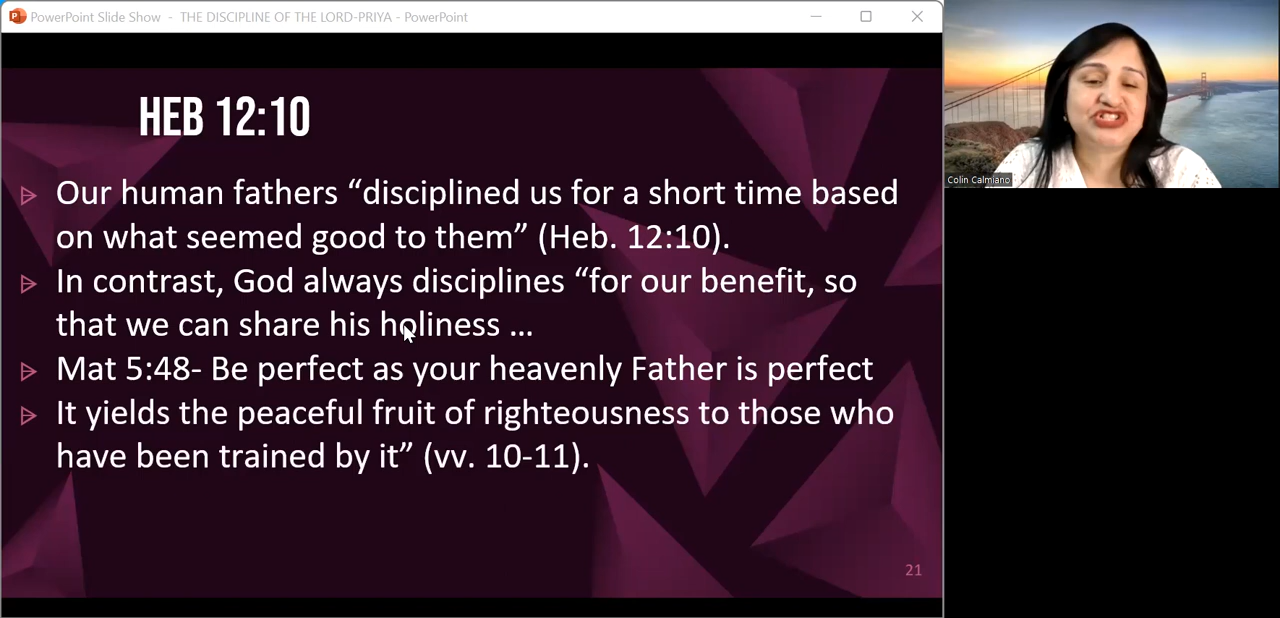 PowerPoint Slide Show - THE DISCIPLINE OF THE LORD-PRIYA - PowerPoint
HEB 12:10
Our human fathers “disciplined us for a short time based
on what seemed good to them” (Heb. 12:10).
In contrast, God always disciplines “for our benefit, so
that we can share his holiness ...
Mat 5:48- Be perfect as your heavenly Father is perfect
It yields the peaceful fruit of righteousness to those who
have been trained by it” (vv. 10-11).
21
Colin Calmiano